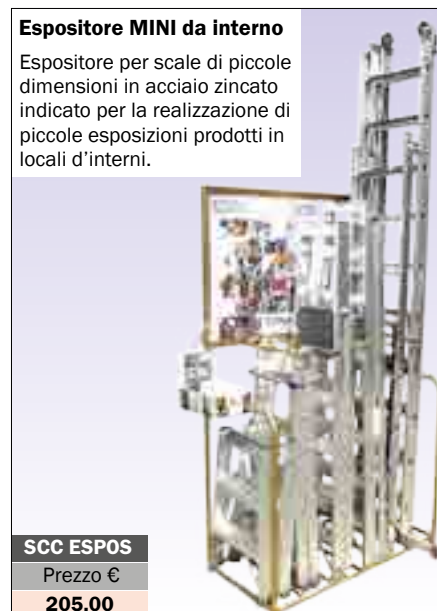 Espositore MINI da interno
Espositore per scale di piccole
dimensioni in acciaio zincato
indicato per la realizzazione di
piccole esposizioni prodotti in
locali d'interni.
SCC ESPOS
Prezzo €
205.00